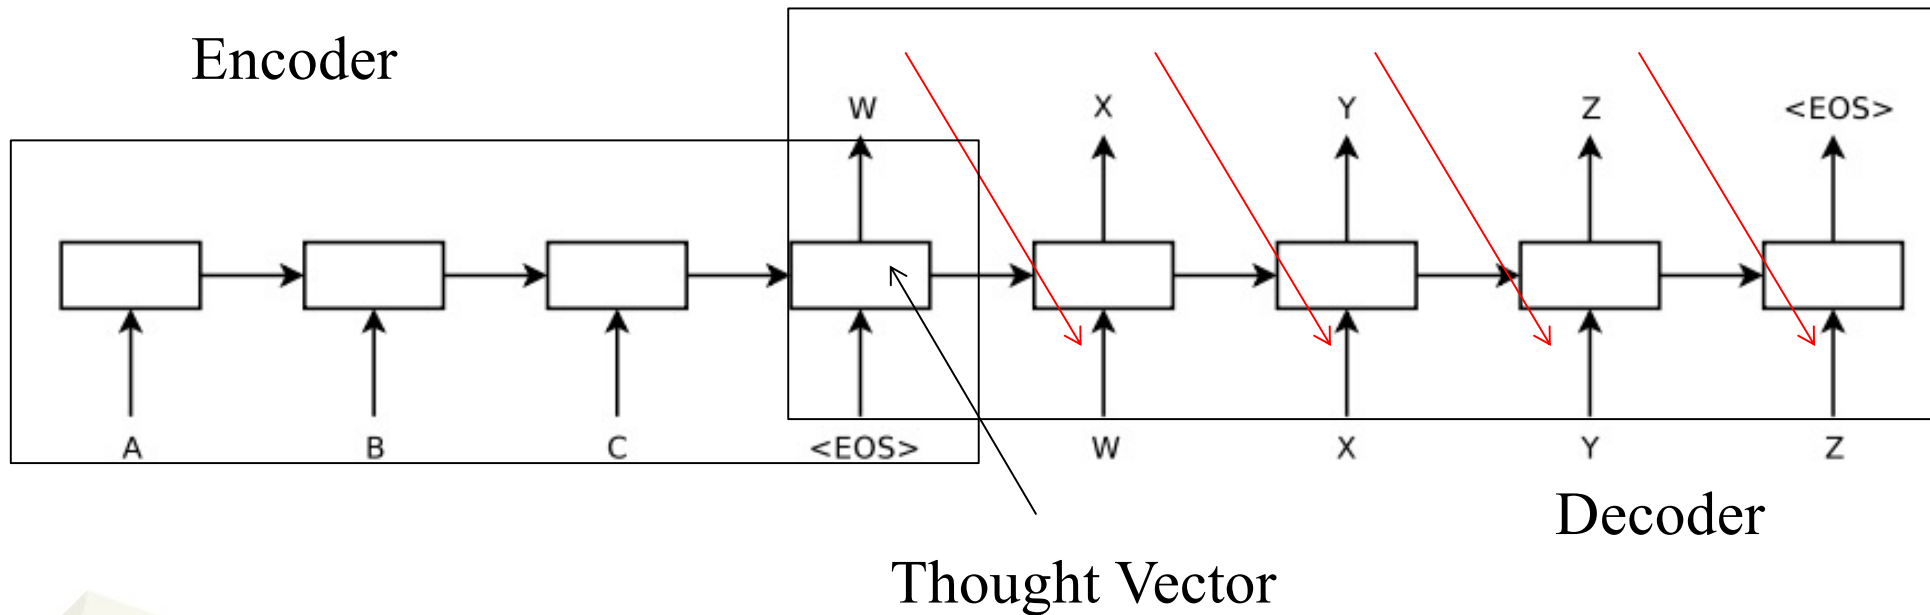 Encoder
W X Y Z <EOS>
A B C <EOS> W X Y Z
Decoder
Thought Vector